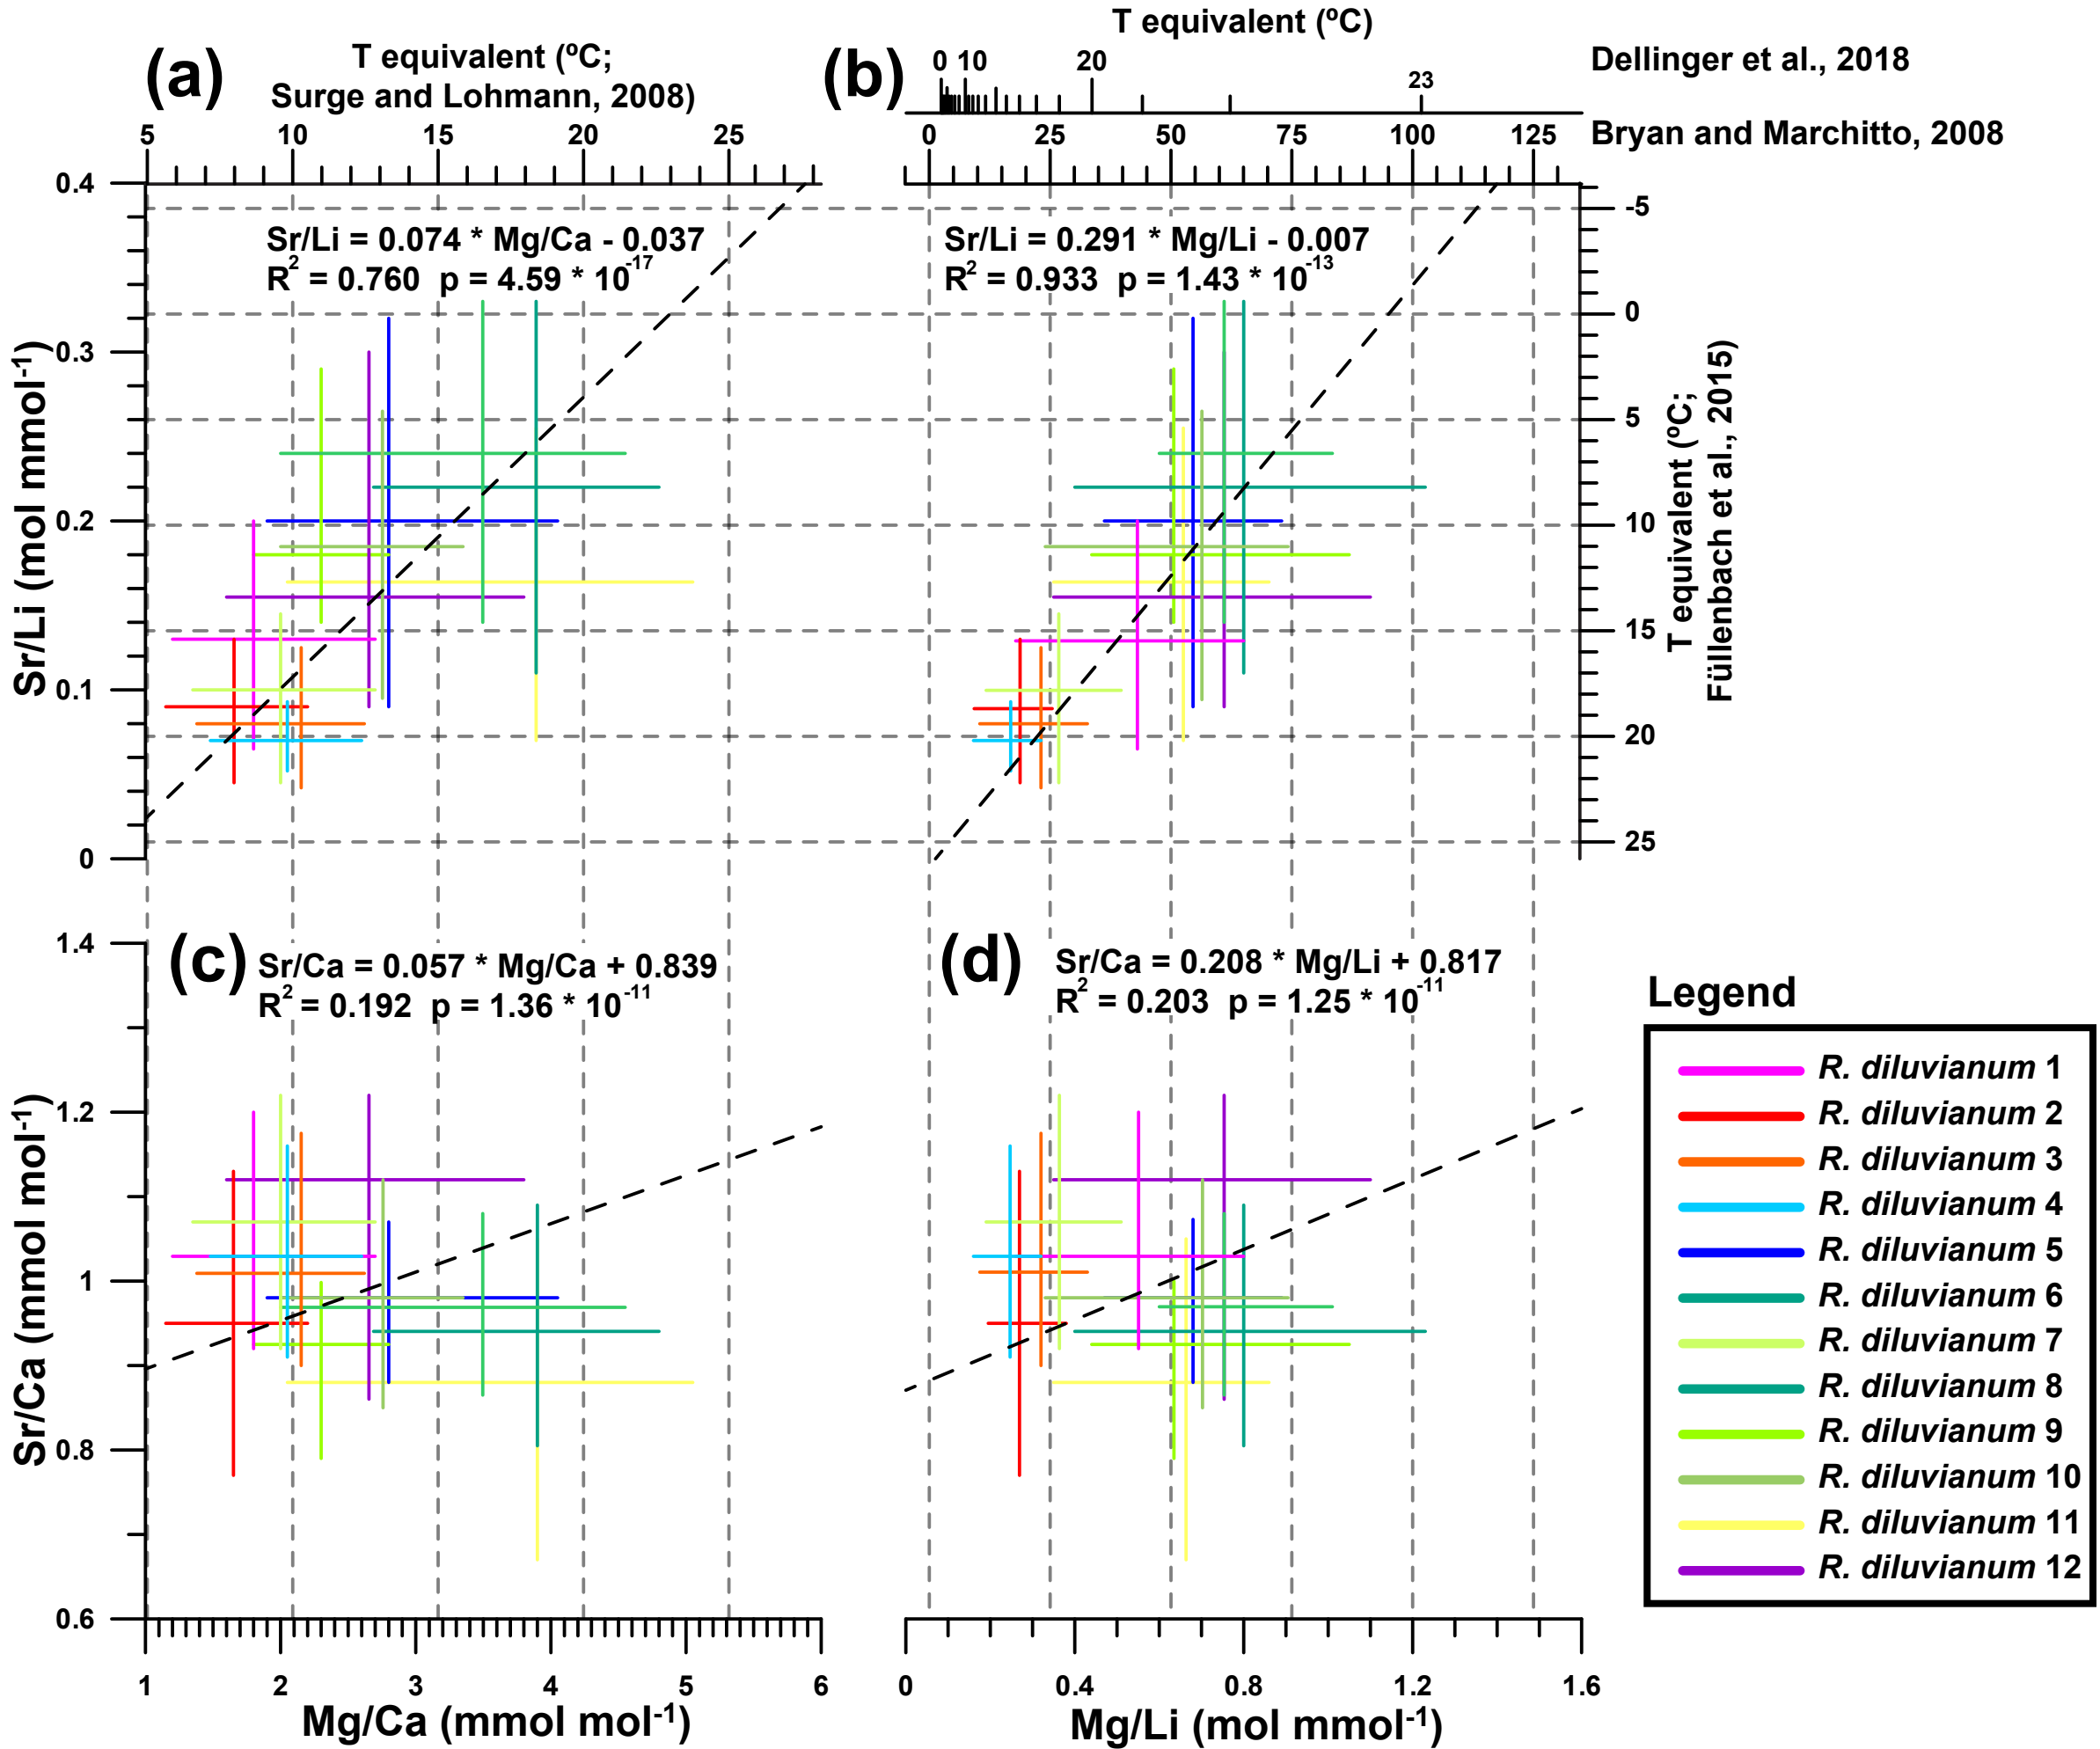 (a)
T equivalent (ºC;
Surge and Lohmann, 2008)
5 10 15 20 25
(b)
T equivalent (ºC)
0 10 20 23
Dellinger et al., 2018
0 25 50 75 100 125
Bryan and Marchitto, 2008
Sr/Li = 0.074 * Mg/Ca - 0.037
R2 = 0.760 p = 4.59 * 10-17
Sr/Li = 0.291 * Mg/Li - 0.007
R2 = 0.933 p = 1.43 * 10-13
0.4
0.3
0.2
0.1
0
Sr/Li (mol mmol-1)
-5
0
5
10
15
20
25
T equivalent (ºC;
Füllenbach et al., 2015)
(c)
Sr/Ca = 0.057 * Mg/Ca + 0.839
R2 = 0.192 p = 1.36 * 10-11
(d)
Sr/Ca = 0.208 * Mg/Li + 0.817
R2 = 0.203 p = 1.25 * 10-11
1.4
1.2
1
0.8
0.6
Sr/Ca (mmol mol-1)
1 2 3 4 5 6
Mg/Ca (mmol mol-1)
0 0.4 0.8 1.2 1.6
Mg/Li (mol mmol-1)
Legend
R. diluvianum 1
R. diluvianum 2
R. diluvianum 3
R. diluvianum 4
R. diluvianum 5
R. diluvianum 6
R. diluvianum 7
R. diluvianum 8
R. diluvianum 9
R. diluvianum 10
R. diluvianum 11
R. diluvianum 12